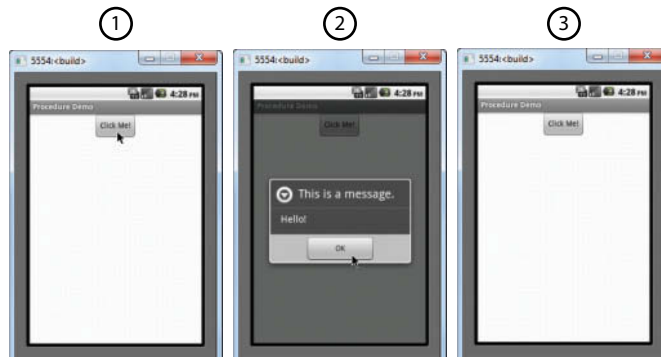 1
2
3
5554:<build>
4:28 PM
Procedure Demo
Click Me!
5554:<build>
4:28 PM
Procedure Demo
Click Me!
This is a message.
Hello!
OK
5554:<build>
4:28 PM
Procedure Demo
Click Me!